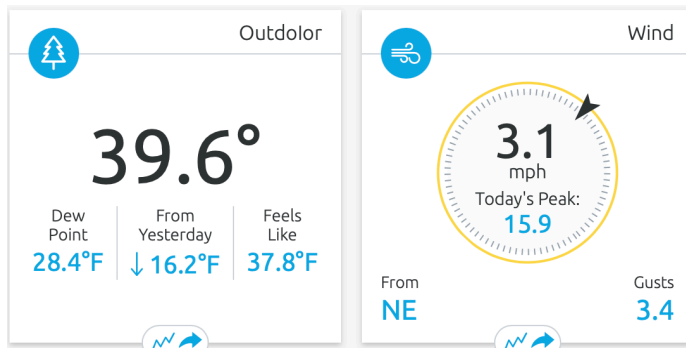 Outdolor
39.6°
Dew Point
28.4°F
From Yesterday
↓ 16.2°F
Feels Like
37.8°F
Wind
3.1
mph
Today's Peak:
15.9
From
NE
Gusts
3.4